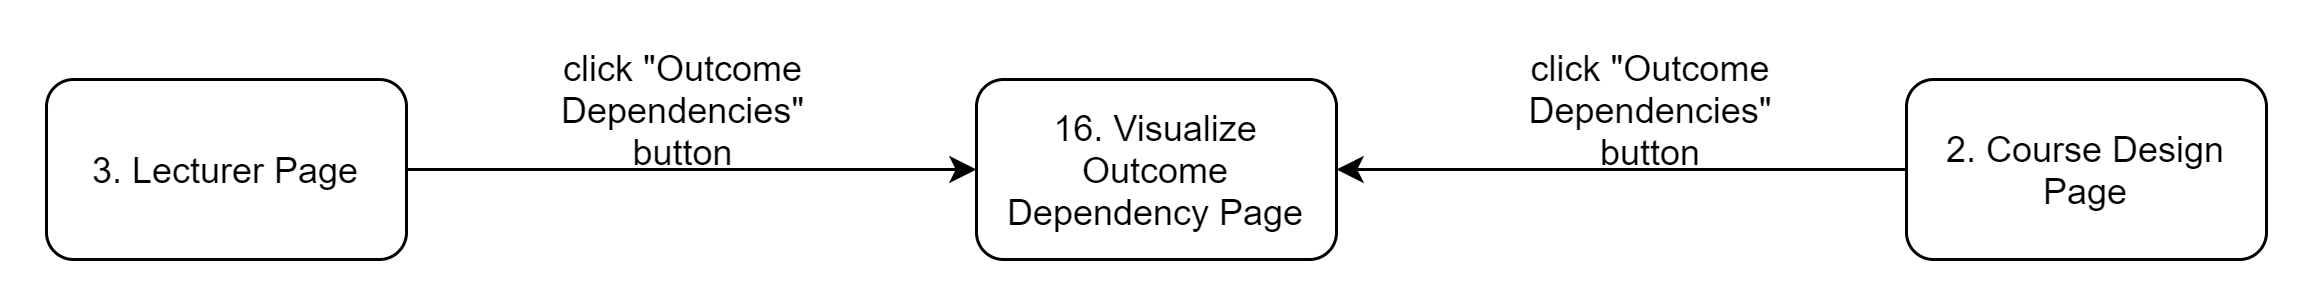 3. Lecturer Page
click "Outcome
Dependencies"
button
16. Visualize
Outcome
Dependency Page
click "Outcome
Dependencies"
button
2. Course Design
Page